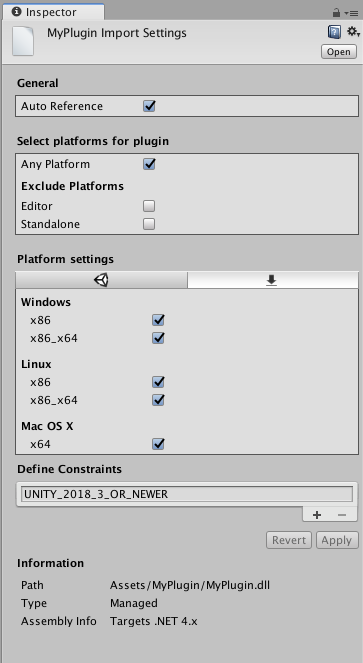 Inspector
MyPlugin Import Settings
Open
General
Auto Reference
Select platforms for plugin
Any Platform
Exclude Platforms
Editor
Standalone
Platform settings
Windows
x86
x86_x64
Linux
x86
x86_x64
Mac OS X
x64
Define Constraints
UNITY_2018_3_OR_NEWER
+ −
Revert Apply
Information
Path Assets/MyPlugin/MyPlugin.dll
Type Managed
Assembly Info Targets .NET 4.x